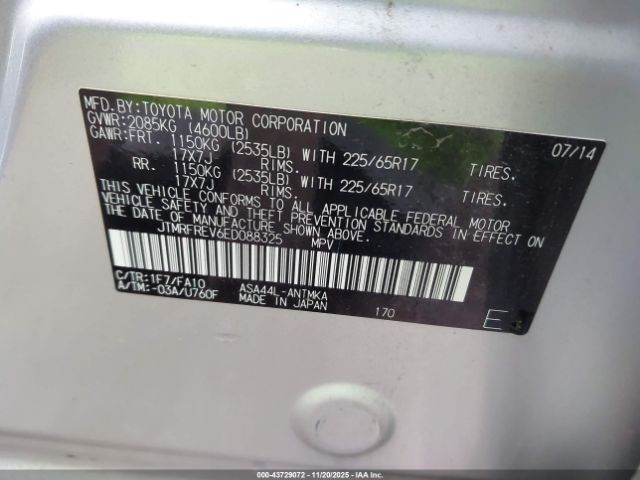 MFD.BY:TOYOTA MOTOR CORPORATION 07/14
GVWR:2085KG (4600LB)
GAWR:FRT. 1150KG (2535LB) WITH 225/65R17 TIRES.
17X7J RIMS.
RR. 1150KG (2535LB) WITH 225/65R17 TIRES.
17X7J RIMS.
THIS VEHICLE CONFORMS TO ALL APPLICABLE FEDERAL MOTOR
VEHICLE SAFETY AND THEFT PREVENTION STANDARDS IN EFFECT ON
THE DATE OF MANUFACTURE SHOWN ABOVE.
JTMRFREV6ED088325 MPV
C/TR:1F7/FA10 ASA44L-ANTMKA
A/TM:-03A/U760F MADE IN JAPAN 170 E
000-43729072 - 11/20/2025 - IAA, Inc.